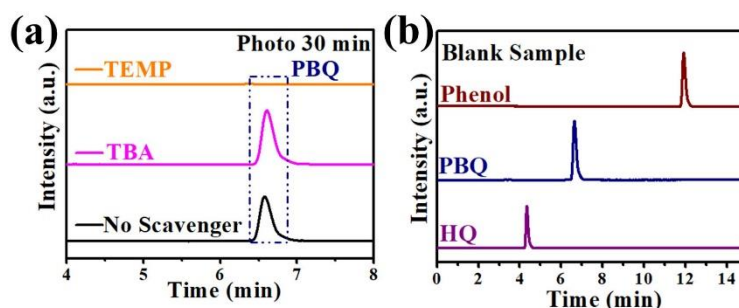 (a)
Photo 30 min
TEMP
PBQ
TBA
No Scavenger
Intensity (a.u.)
4 5 6 7 8
Time (min)
(b)
Blank Sample
Phenol
PBQ
HQ
Intensity (a.u.)
0 2 4 6 8 10 12 14
Time (min)